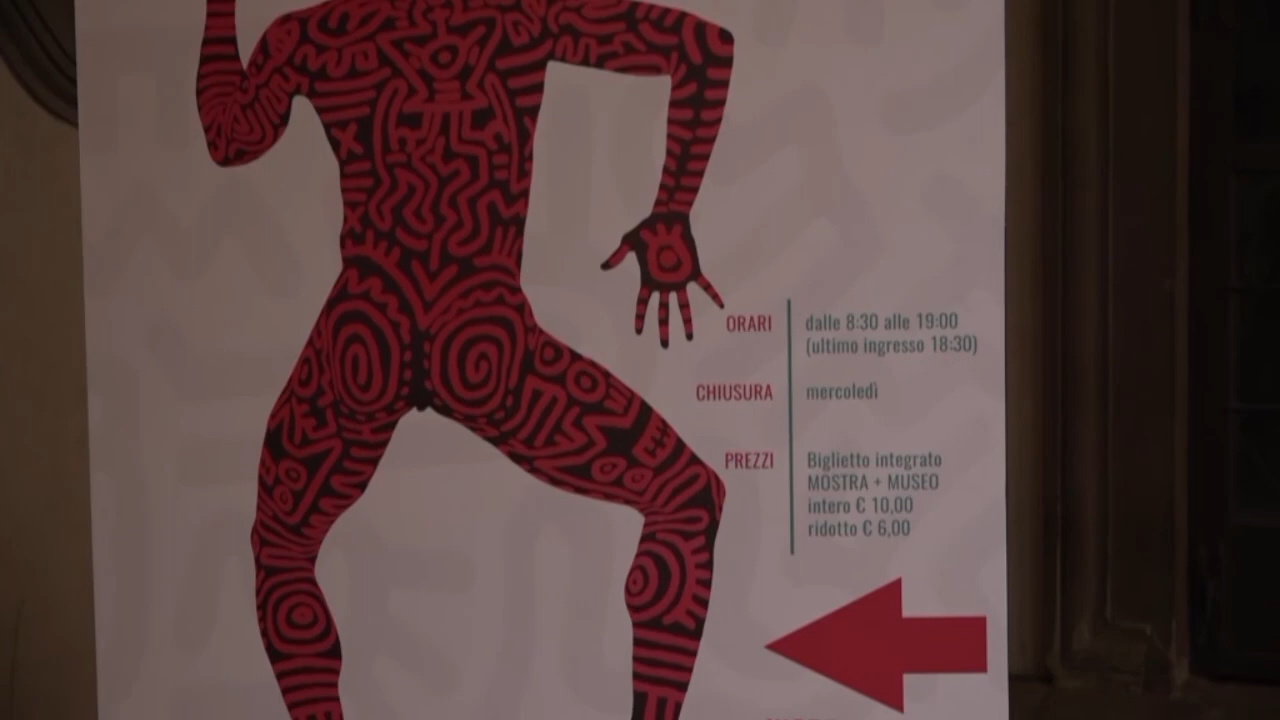 ORARI
dalle 8:30 alle 19:00
(ultimo ingresso 18:30)
CHIUSURA
mercoledì
PREZZI
Biglietto integrato
MOSTRA + MUSEO
intero € 10,00
ridotto € 6,00